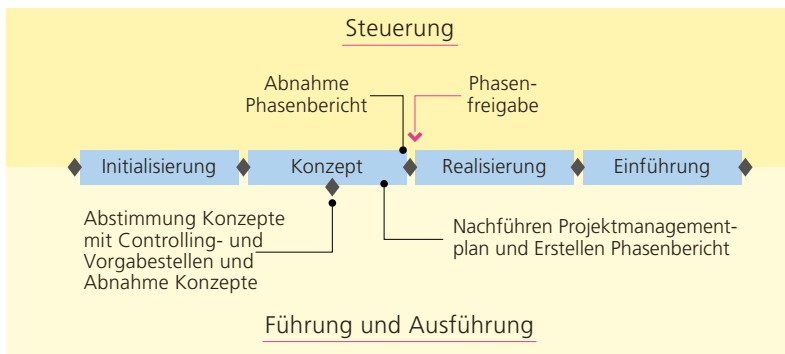 Steuerung
Abnahme
Phasenbericht
Phasen-
freigabe
Initialisierung
Konzept
Realisierung
Einführung
Abstimmung Konzepte
mit Controlling- und
Vorgabestellen und
Abnahme Konzepte
Nachführen Projektmanagement-
plan und Erstellen Phasenbericht
Führung und Ausführung